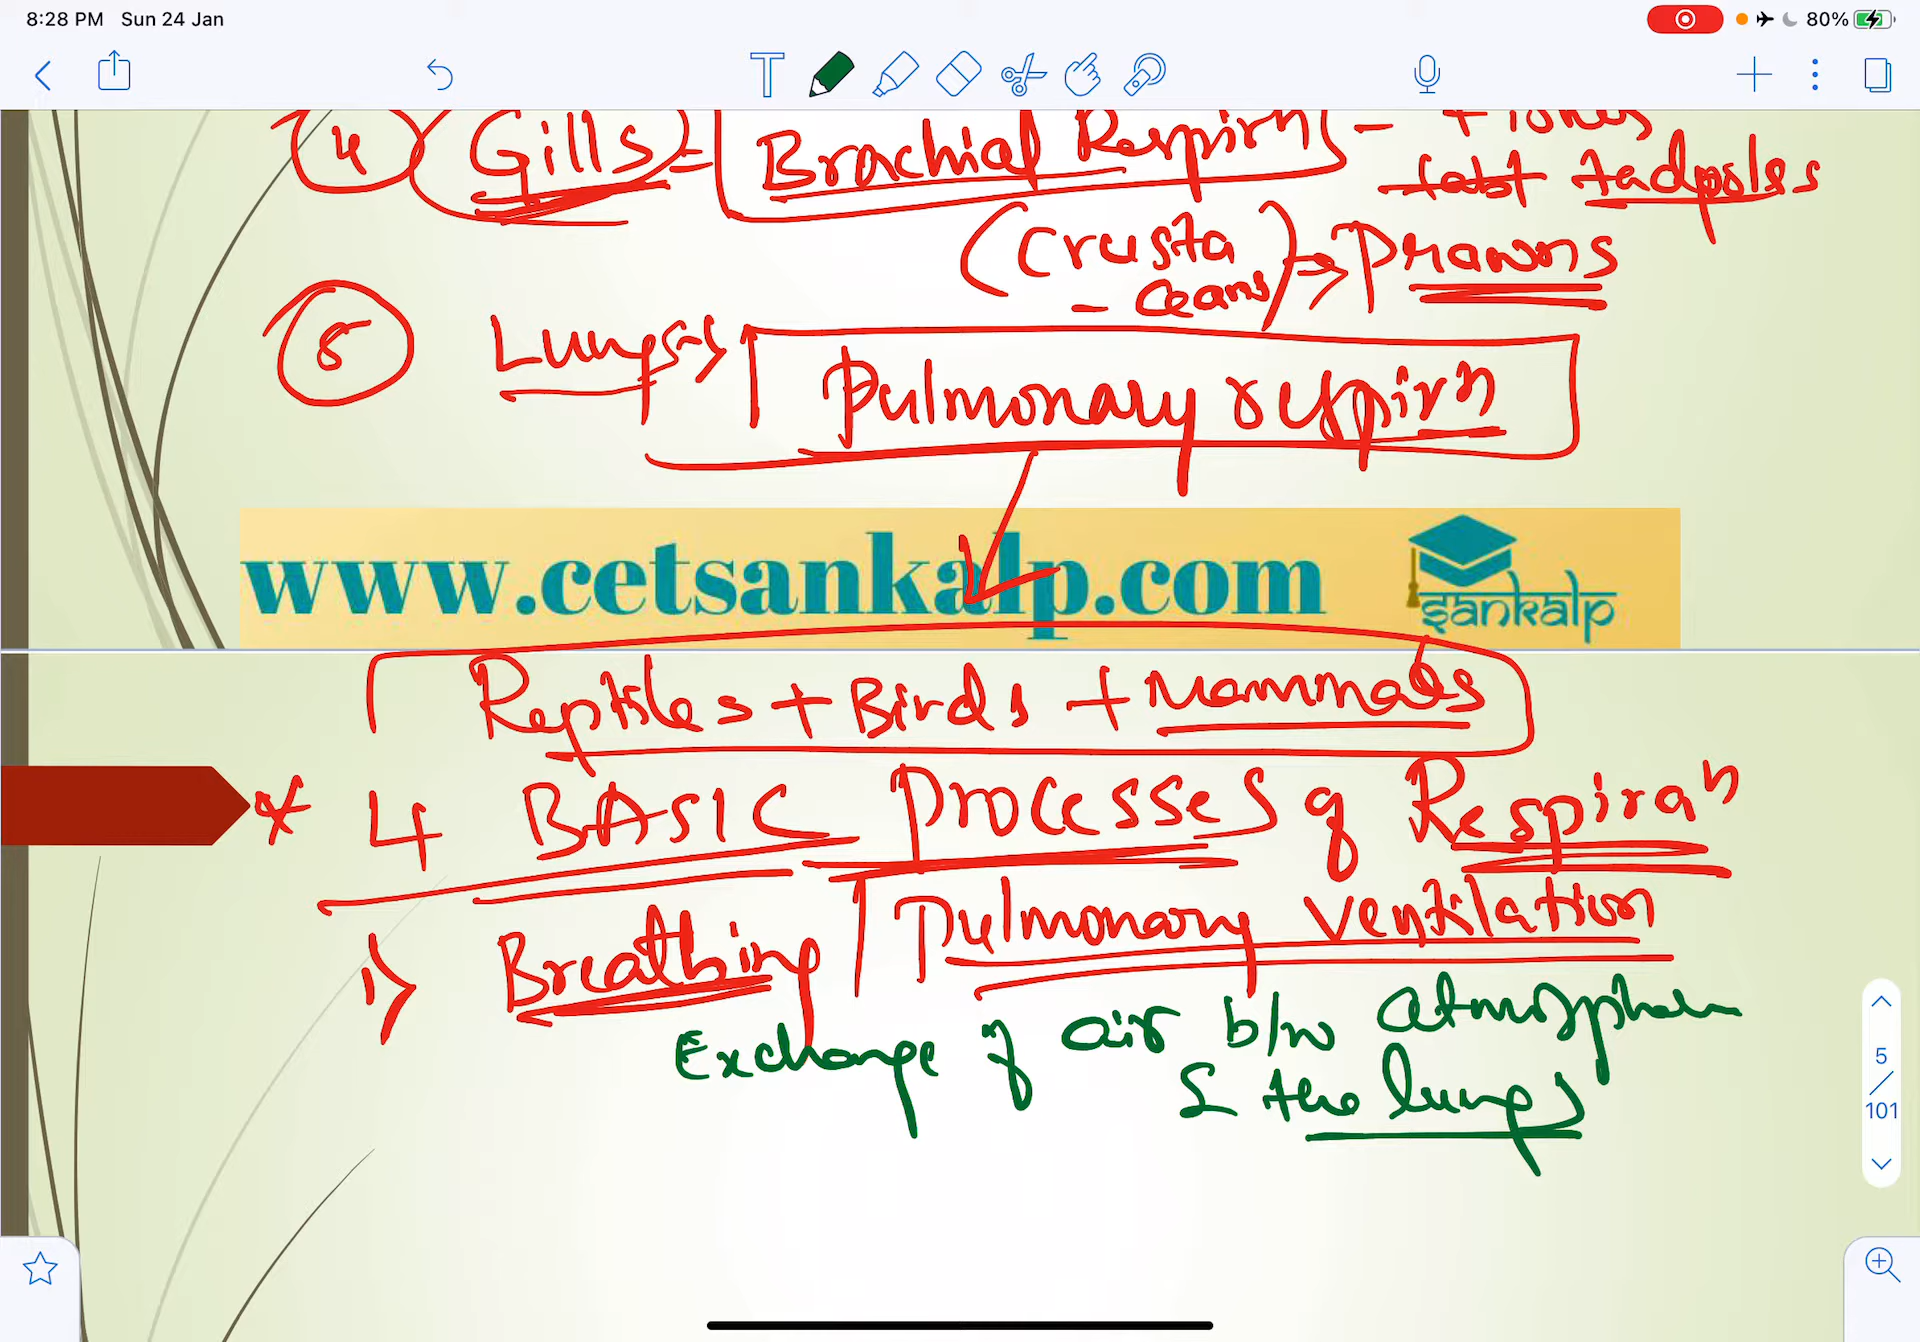 8:28 PM Sun 24 Jan 80%
4 Gills = Brachial Respirn - Fishes
tadpoles
(Crusta
- ceans) → Prawns
5 Lungs → Pulmonary respirn
www.cetsankalp.com
sankalp
Reptiles + Birds + Mammals
* 4 BASIC Processes of Respiran
1) Breathing / Pulmonary Ventilation
Exchange of air b/w atmosphere
& the lungs
5
/
101